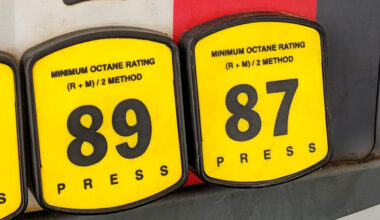 S
MINIMUM OCTANE RATING
(R + M) / 2 METHOD
89
PRESS
MINIMUM OCTANE RATING
(R + M) / 2 METHOD
87
PRESS